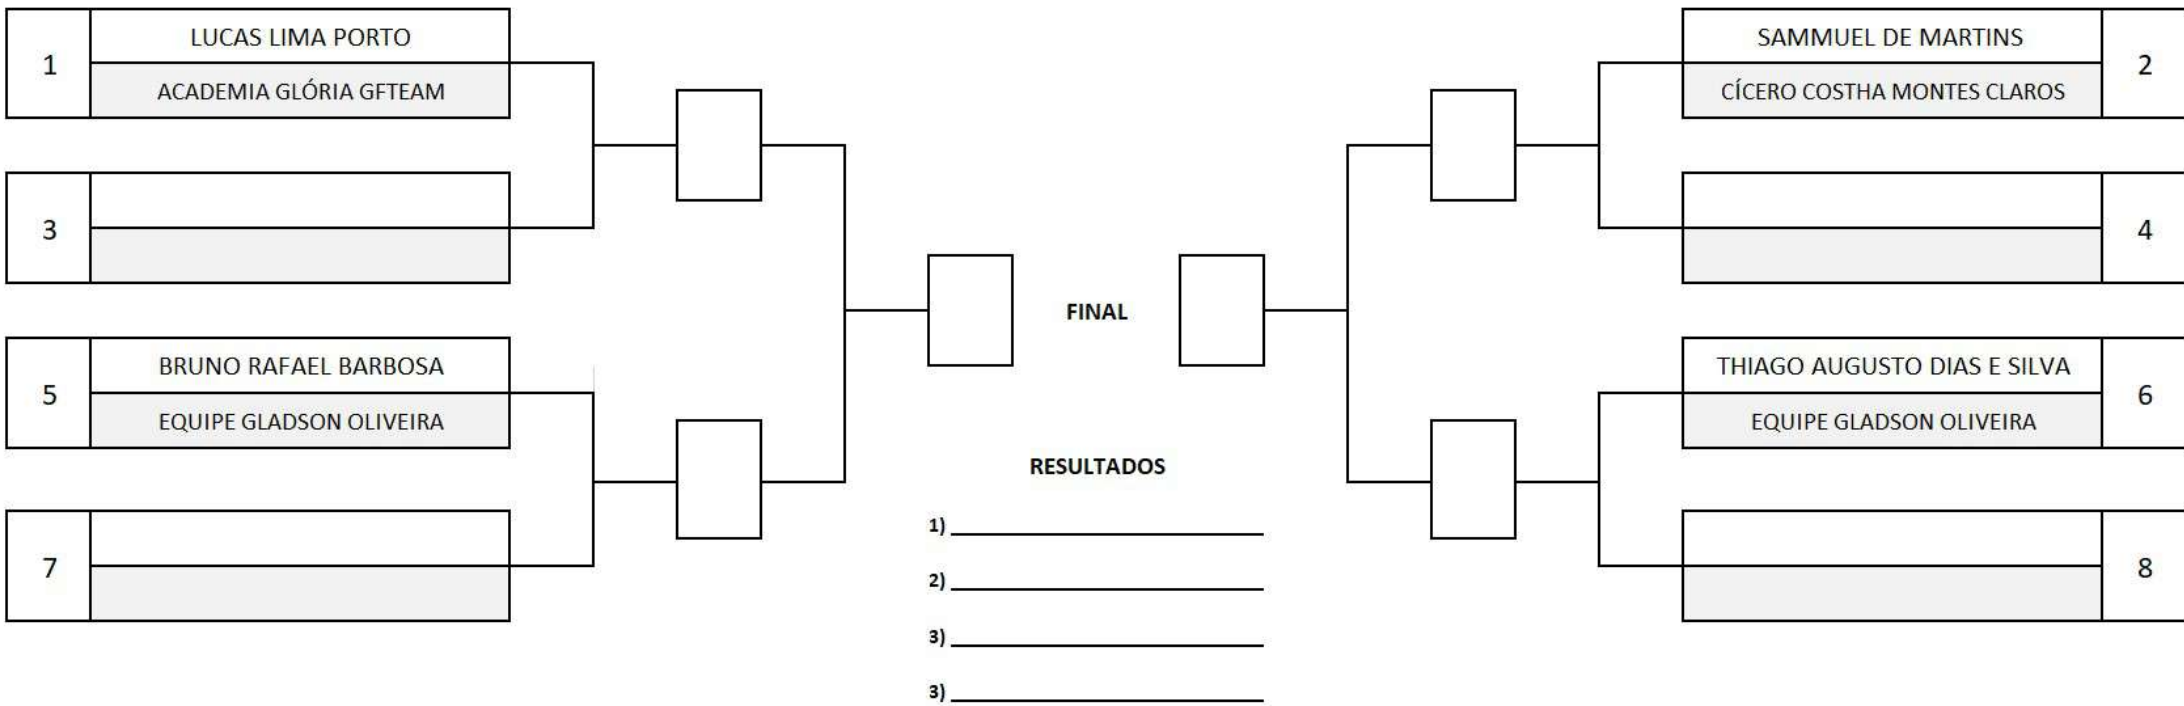 1
LUCAS LIMA PORTO
ACADEMIA GLÓRIA GFTEAM
3
5
BRUNO RAFAEL BARBOSA
EQUIPE GLADSON OLIVEIRA
7
FINAL
RESULTADOS
1)
2)
3)
3)
SAMMUEL DE MARTINS
CÍCERO COSTHA MONTES CLAROS
2
4
THIAGO AUGUSTO DIAS E SILVA
EQUIPE GLADSON OLIVEIRA
6
8